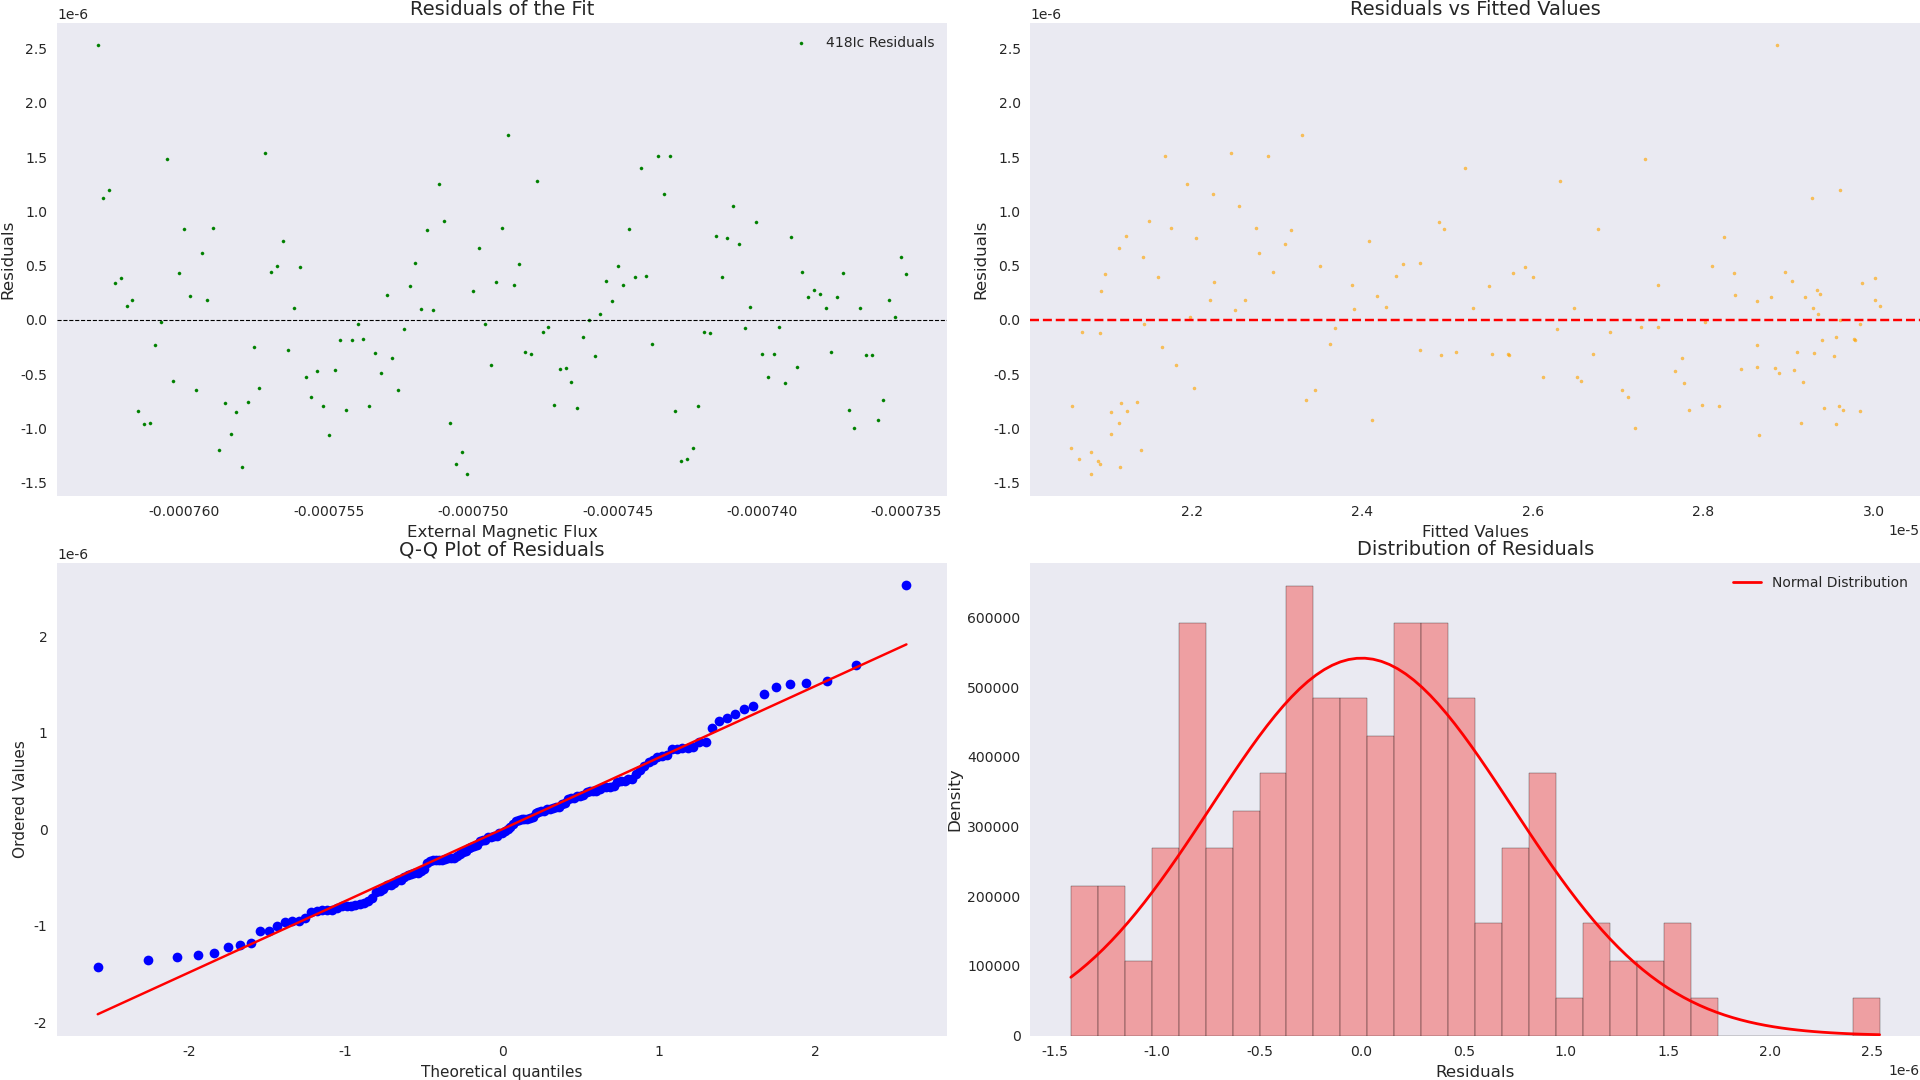 Residuals of the Fit
1e-6
418Ic Residuals
2.5
2.0
1.5
1.0
0.5
0.0
-0.5
-1.0
-1.5
Residuals
-0.000760
-0.000755
-0.000750
-0.000745
-0.000740
-0.000735
External Magnetic Flux
Residuals vs Fitted Values
1e-6
2.5
2.0
1.5
1.0
0.5
0.0
-0.5
-1.0
-1.5
Residuals
2.2
2.4
2.6
2.8
3.0
1e-5
Fitted Values
Q-Q Plot of Residuals
1e-6
2
1
0
-1
-2
Ordered Values
-2
-1
0
1
2
Theoretical quantiles
Distribution of Residuals
Normal Distribution
600000
500000
400000
300000
200000
100000
0
Density
-1.5
-1.0
-0.5
0.0
0.5
1.0
1.5
2.0
2.5
1e-6
Residuals